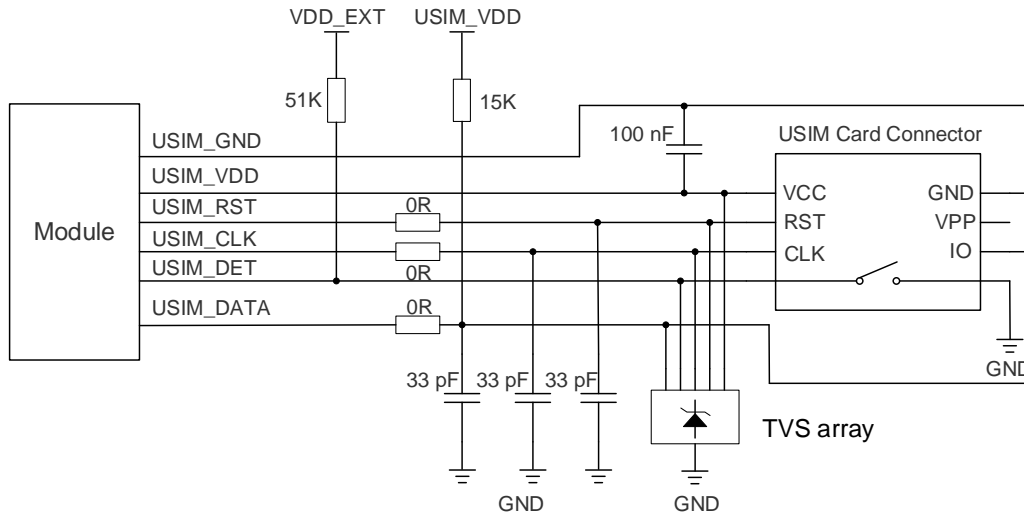 VDD_EXT USIM_VDD
51K 15K
100 nF USIM Card Connector
USIM_GND
USIM_VDD VCC GND
USIM_RST 0R RST VPP
Module
USIM_CLK CLK IO
USIM_DET 0R
USIM_DATA 0R
GND
33 pF 33 pF 33 pF
TVS array
GND GND